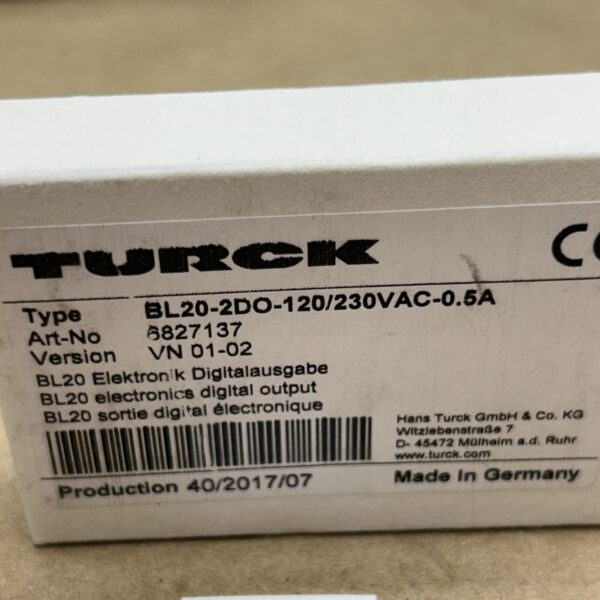 TURCK
CE
Type BL20-2DO-120/230VAC-0.5A
Art-No 6827137
Version VN 01-02
BL20 Elektronik Digitalausgabe
BL20 electronics digital output
BL20 sortie digital électronique
Hans Turck GmbH & Co. KG
Witzlebenstraße 7
D- 45472 Mülheim a.d. Ruhr
www.turck.com
Production 40/2017/07
Made in Germany